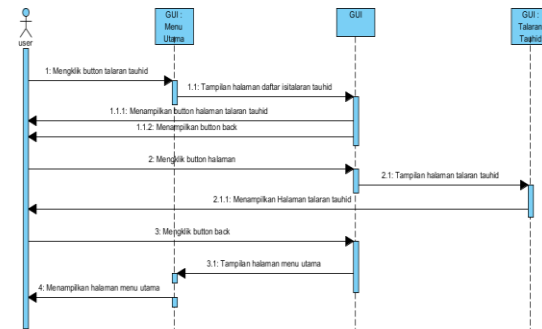 GUI :
Menu
Utama
GUI
GUI :
Talaran
Tauhid
user
1: Mengklik button talaran tauhid
1.1: Tampilan halaman daftar isitalaran tauhid
1.1.1: Menampilkan button halaman talaran tauhid
1.1.2: Menampilkan button back
2: Mengklik button halaman
2.1: Tampilan halaman talaran tauhid
2.1.1: Menampilkan Halaman talaran tauhid
3: Mengklik button back
3.1: Tampilan halaman menu utama
4: Menampilkan halaman menu utama